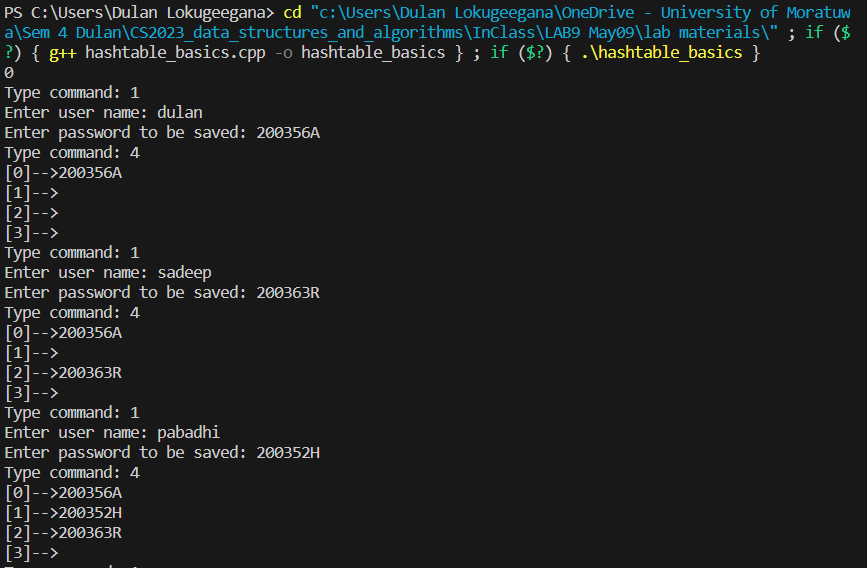 PS C:\Users\Dulan Lokugeegana> cd "c:\Users\Dulan Lokugeegana\OneDrive - University of Moratuw
a\Sem 4 Dulan\CS2023_data_structures_and_algorithms\InClass\LAB9 May09\lab materials\" ; if ($
?) { g++ hashtable_basics.cpp -o hashtable_basics } ; if ($?) { .\hashtable_basics }
0
Type command: 1
Enter user name: dulan
Enter password to be saved: 200356A
Type command: 4
[0]-->200356A
[1]-->
[2]-->
[3]-->
Type command: 1
Enter user name: sadeep
Enter password to be saved: 200363R
Type command: 4
[0]-->200356A
[1]-->
[2]-->200363R
[3]-->
Type command: 1
Enter user name: pabadhi
Enter password to be saved: 200352H
Type command: 4
[0]-->200356A
[1]-->200352H
[2]-->200363R
[3]-->